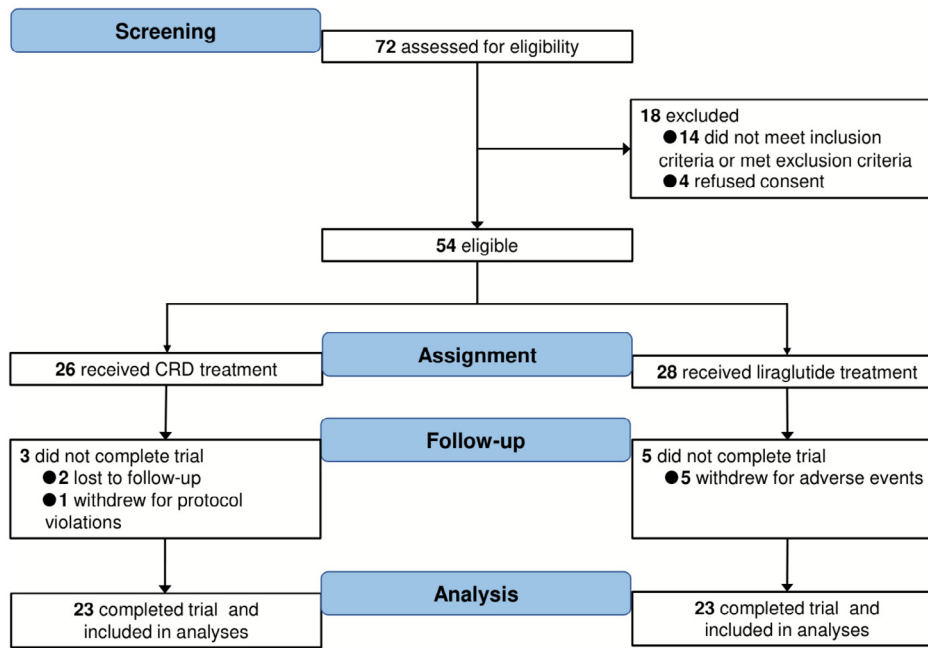 Screening
72 assessed for eligibility
18 excluded
●14 did not meet inclusion
criteria or met exclusion criteria
●4 refused consent
54 eligible
Assignment
26 received CRD treatment
28 received liraglutide treatment
Follow-up
3 did not complete trial
●2 lost to follow-up
●1 withdrew for protocol
violations
5 did not complete trial
●5 withdrew for adverse events
Analysis
23 completed trial and
included in analyses
23 completed trial and
included in analyses